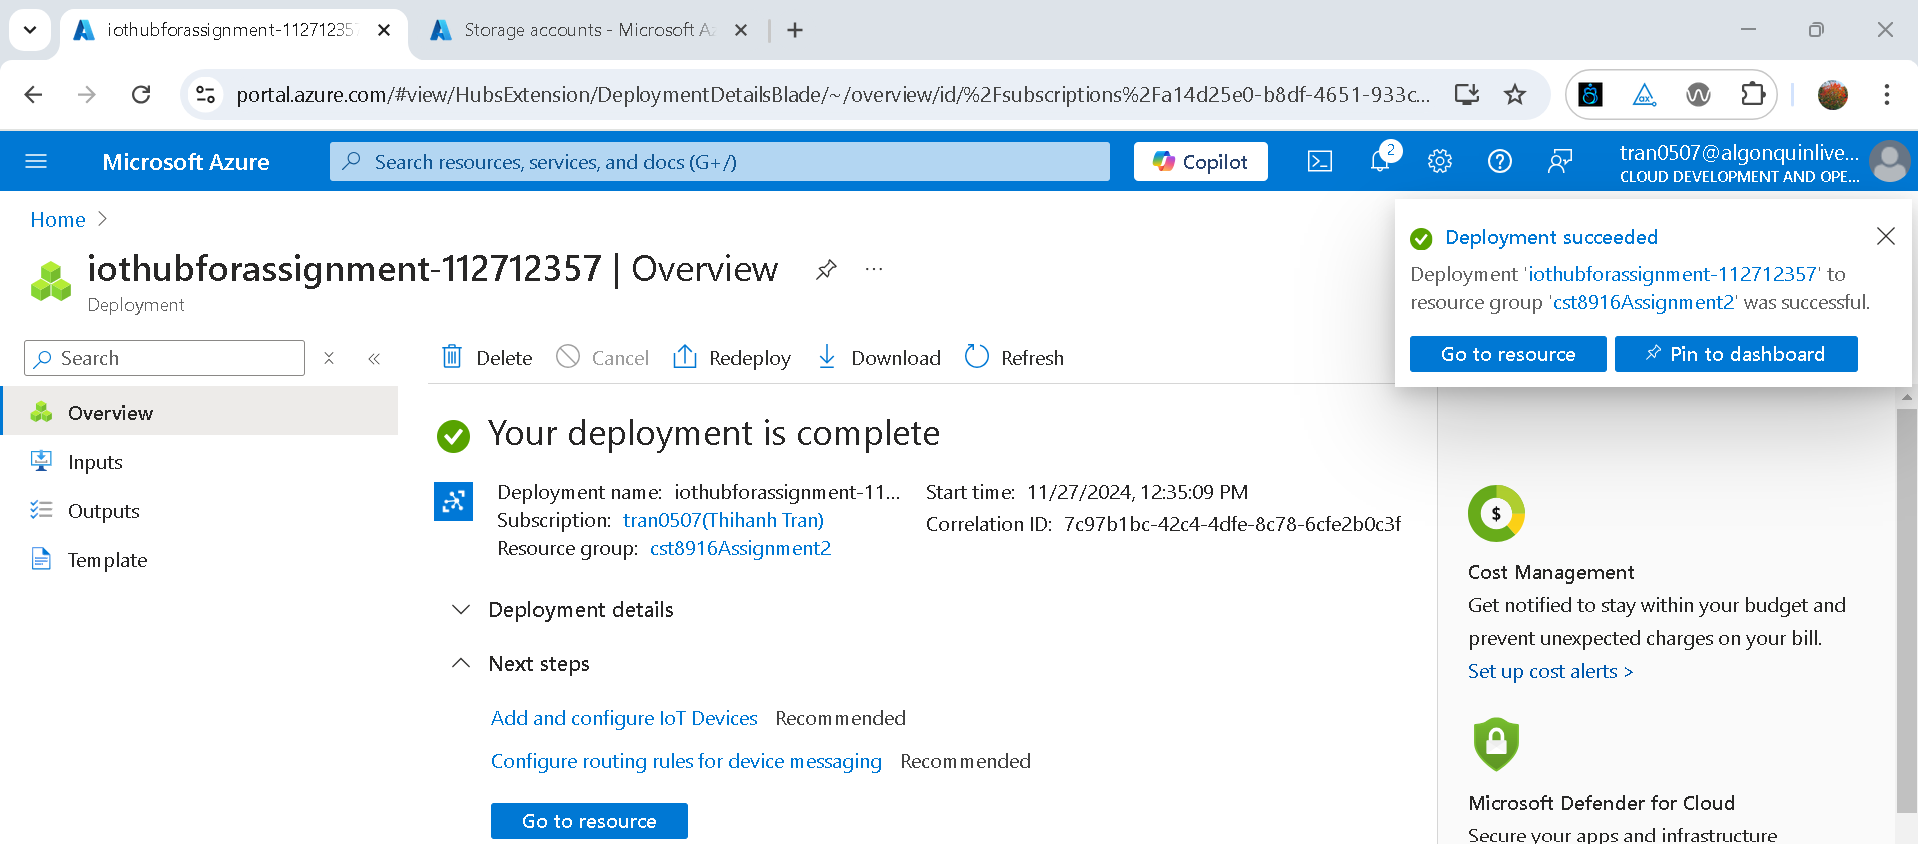 iothubforassignment-112712357
Storage accounts - Microsoft Az
portal.azure.com/#view/HubsExtension/DeploymentDetailsBlade/~/overview/id/%2Fsubscriptions%2Fa14d25e0-b8df-4651-933c...
Microsoft Azure
Search resources, services, and docs (G+/)
Copilot
2
tran0507@algonquinlive...
CLOUD DEVELOPMENT AND OPE...
Home
iothubforassignment-112712357 | Overview
Deployment
Deployment succeeded
Deployment 'iothubforassignment-112712357' to
resource group 'cst8916Assignment2' was successful.
Go to resource
Pin to dashboard
Search
Delete
Cancel
Redeploy
Download
Refresh
Overview
Inputs
Outputs
Template
Your deployment is complete
Deployment name: iothubforassignment-11...
Subscription: tran0507(Thihanh Tran)
Resource group: cst8916Assignment2
Start time: 11/27/2024, 12:35:09 PM
Correlation ID: 7c97b1bc-42c4-4dfe-8c78-6cfe2b0c3f
Deployment details
Next steps
Add and configure IoT Devices Recommended
Configure routing rules for device messaging Recommended
Go to resource
$
Cost Management
Get notified to stay within your budget and
prevent unexpected charges on your bill.
Set up cost alerts >
Microsoft Defender for Cloud
Secure your apps and infrastructure